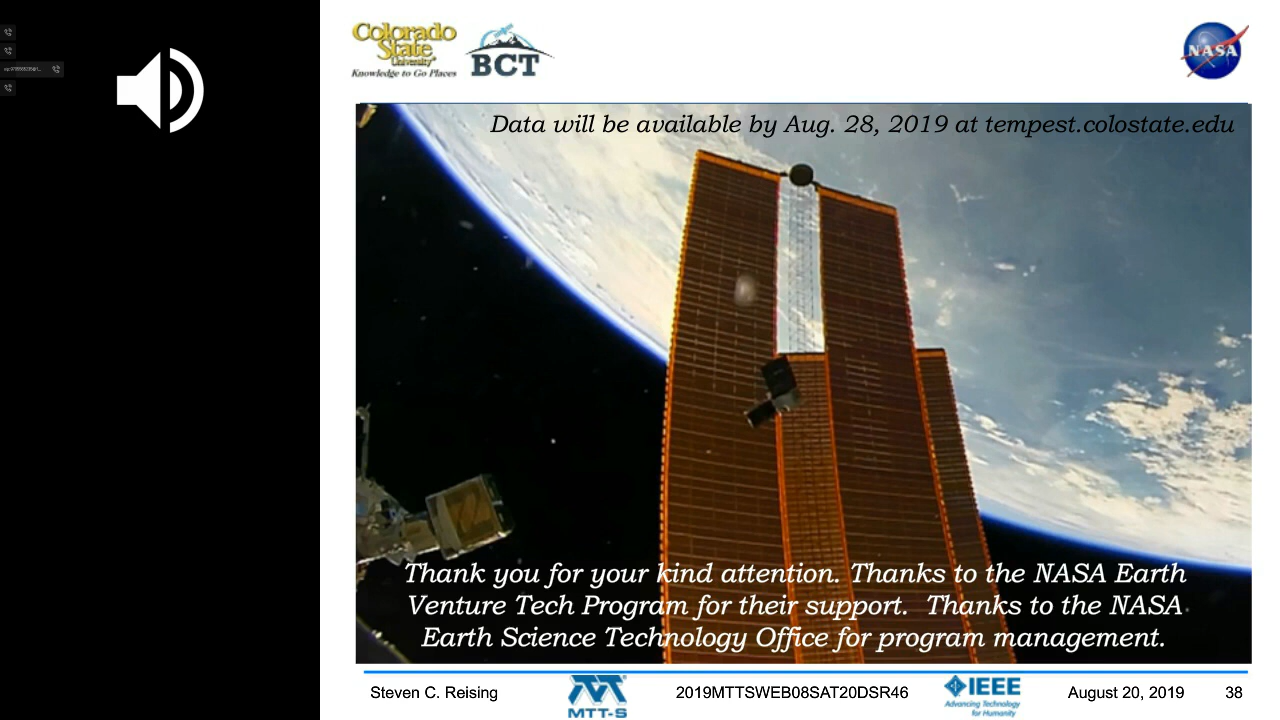 Colorado
State
University
Knowledge to Go Places
BCT
NASA
Data will be available by Aug. 28, 2019 at tempest.colostate.edu
Thank you for your kind attention. Thanks to the NASA Earth
Venture Tech Program for their support. Thanks to the NASA
Earth Science Technology Office for program management.
Steven C. Reising
MTT-S
2019MTTSWEB08SAT20DSR46
IEEE
Advancing Technology
for Humanity
August 20, 2019
38